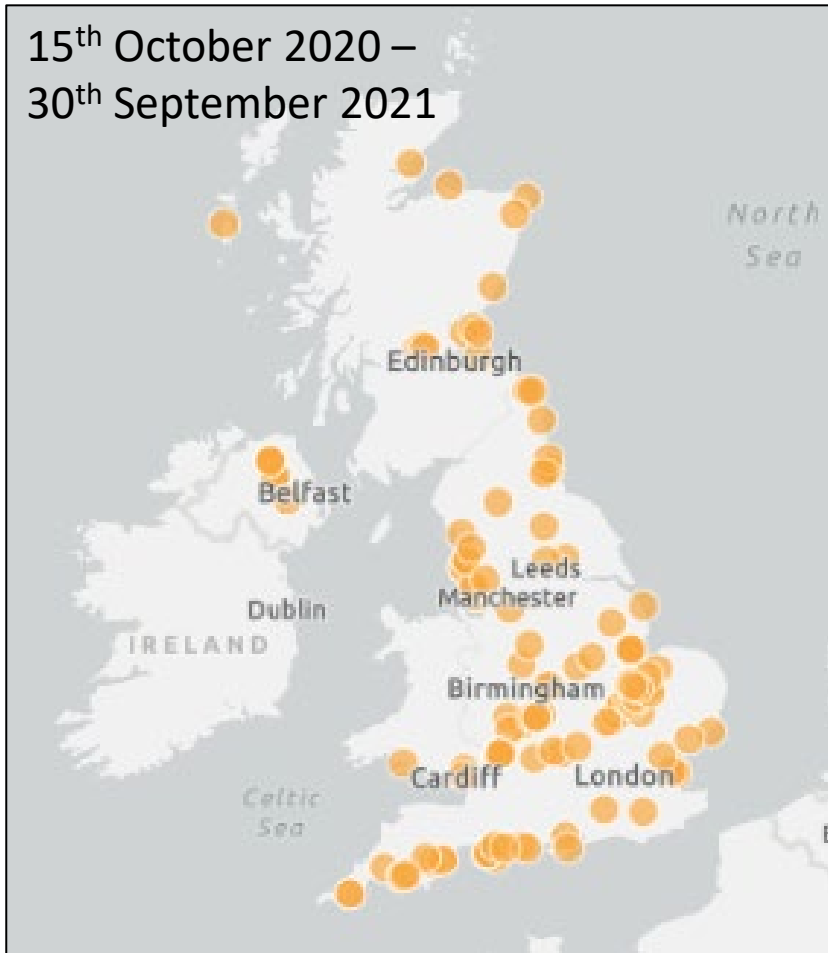 15th October 2020 –
30th September 2021
North
Sea
Edinburgh
Belfast
Leeds
Manchester
Dublin
IRELAND
Birmingham
Cardiff
London
Celtic
Sea